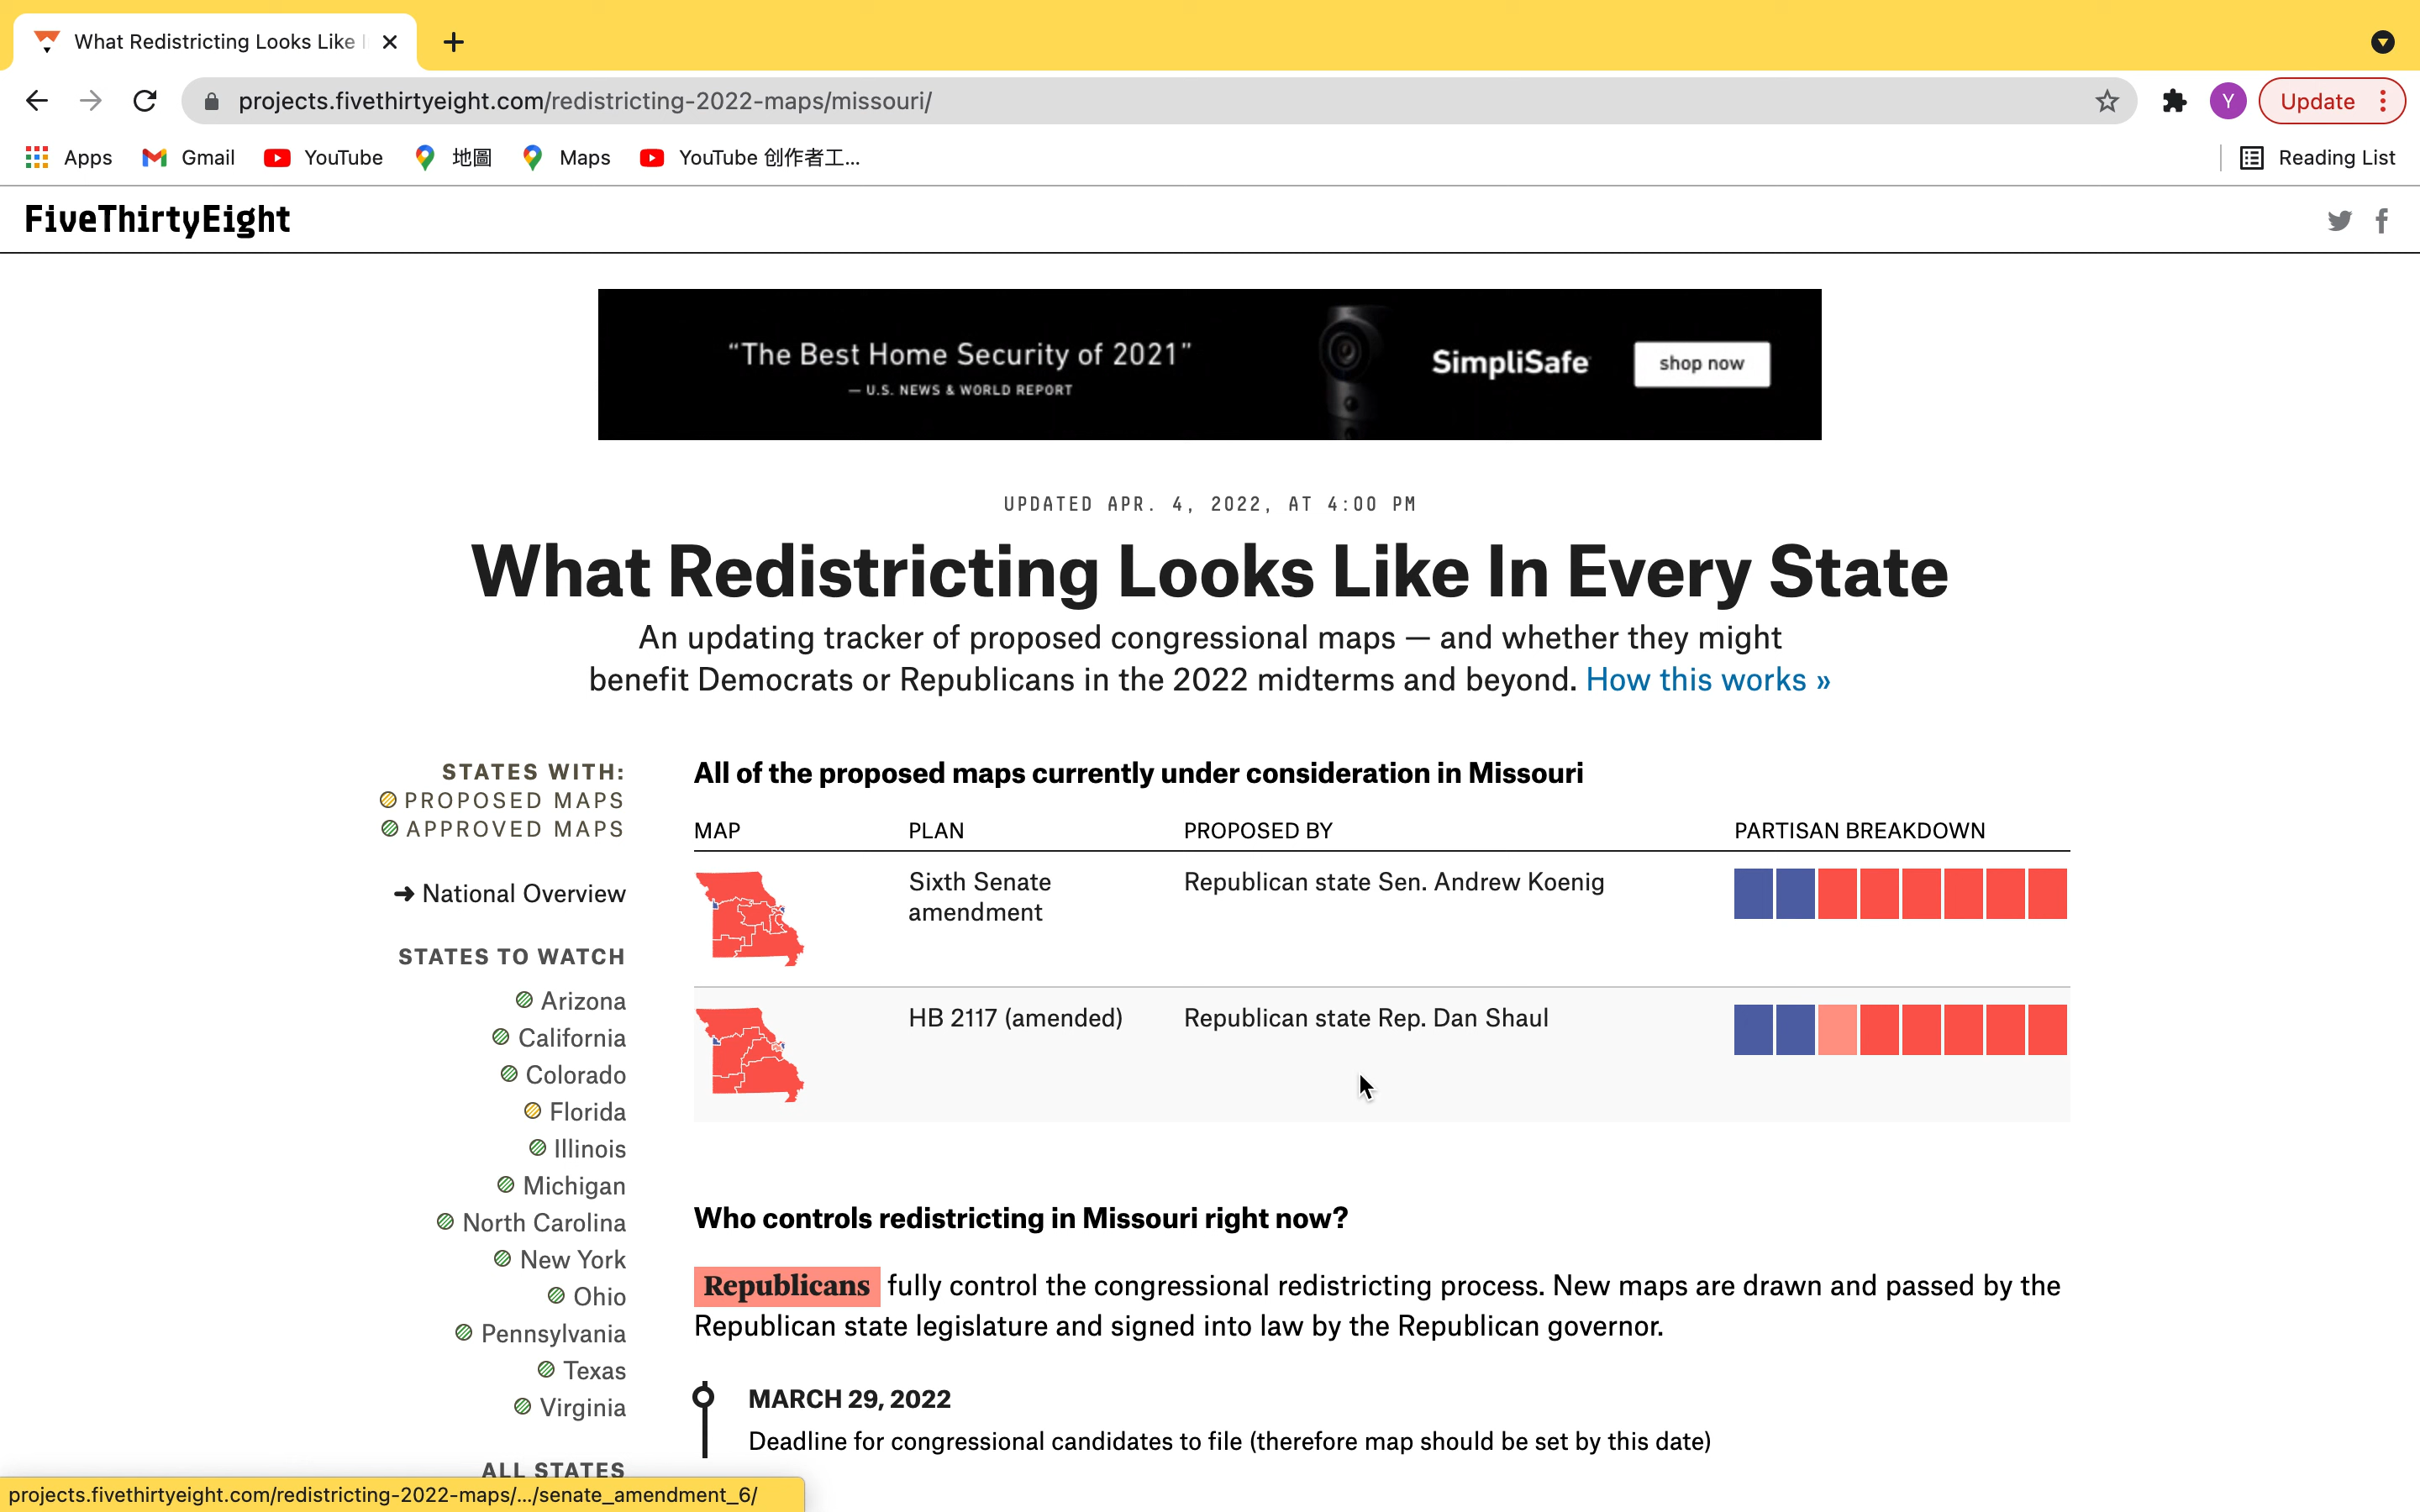 What Redistricting Looks Like
projects.fivethirtyeight.com/redistricting-2022-maps/missouri/
Y
Update
Apps
Gmail
YouTube
地圖
Maps
YouTube 创作者工...
Reading List
FiveThirtyEight
“The Best Home Security of 2021”
— U.S. NEWS & WORLD REPORT
SimpliSafe
shop now
UPDATED APR. 4, 2022, AT 4:00 PM
What Redistricting Looks Like In Every State
An updating tracker of proposed congressional maps — and whether they might
benefit Democrats or Republicans in the 2022 midterms and beyond. How this works »
STATES WITH:
PROPOSED MAPS
APPROVED MAPS
➜ National Overview
STATES TO WATCH
Arizona
California
Colorado
Florida
Illinois
Michigan
North Carolina
New York
Ohio
Pennsylvania
Texas
Virginia
ALL STATES
All of the proposed maps currently under consideration in Missouri
MAP PLAN PROPOSED BY PARTISAN BREAKDOWN
Sixth Senate Republican state Sen. Andrew Koenig
amendment
HB 2117 (amended) Republican state Rep. Dan Shaul
Who controls redistricting in Missouri right now?
Republicans fully control the congressional redistricting process. New maps are drawn and passed by the
Republican state legislature and signed into law by the Republican governor.
MARCH 29, 2022
Deadline for congressional candidates to file (therefore map should be set by this date)
projects.fivethirtyeight.com/redistricting-2022-maps/.../senate_amendment_6/